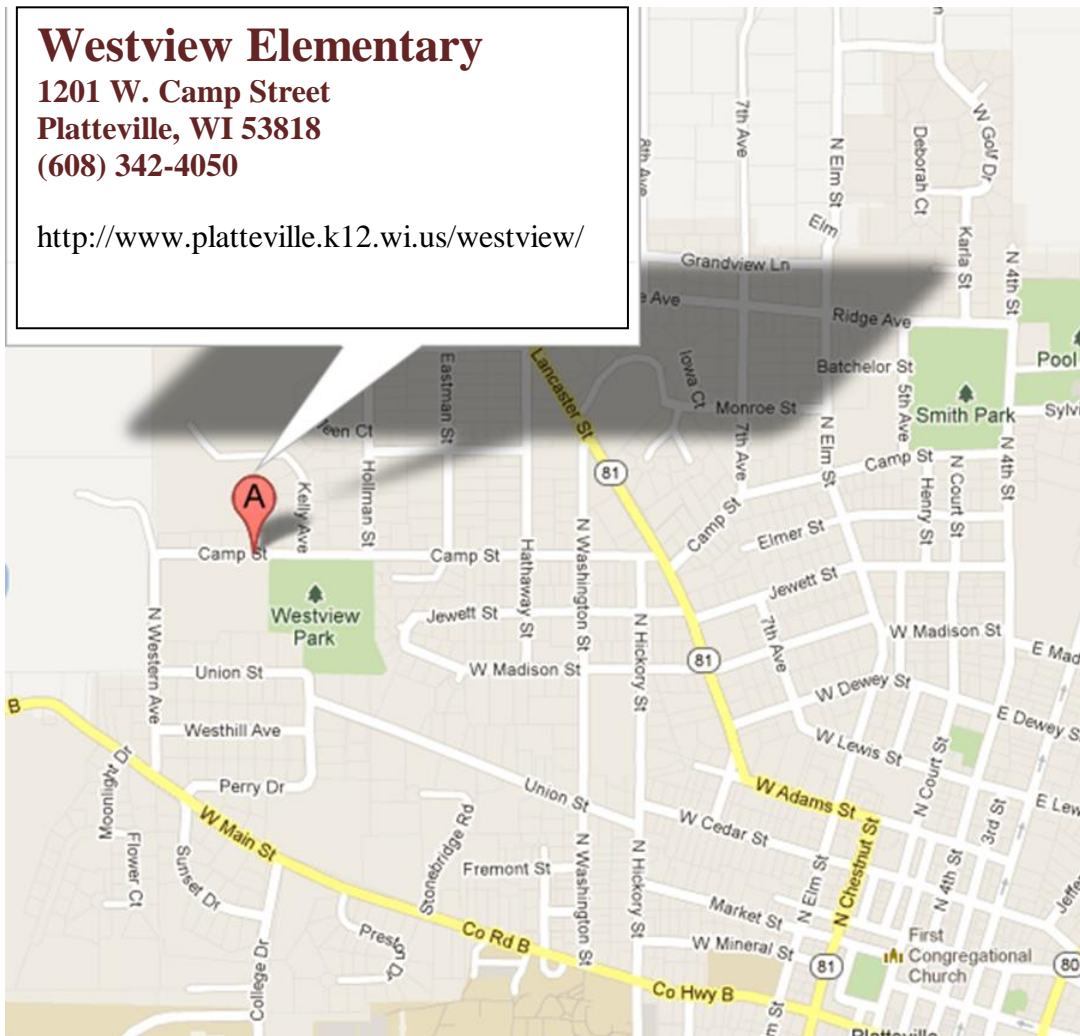 Westview Elementary
1201 W. Camp Street
Platteville, WI 53818
(608) 342-4050
http://www.platteville.k12.wi.us/westview/
7th Ave
8th Ave
N Elm St
Deborah Ct
W Golf Dr
Elm
Grandview Ln
Karla St
N 4th St
e Ave
Ridge Ave
Pool
Lancaster St
Eastman St
Iowa Ct
Batchelor St
5th Ave
Smith Park
Monroe St
Sylvi
een Ct
Hollman St
7th Ave
N Elm St
Camp St
N 4th St
81
A
Kelly Ave
Henry St
N Court St
Camp St
Camp St
Camp St
Elmer St
Hathaway St
N Washington St
Jewett St
Westview
Park
Jewett St
N Western Ave
N Hickory St
7th Ave
W Madison St
E Mad
Union St
W Madison St
81
W Dewey St
B
E Dewey S
Westhill Ave
W Lewis St
N Court St
Moonlight Dr
Perry Dr
Union St
W Adams St
E Lew
W Main St
Stonebridge Rd
W Cedar St
3rd St
Flower Ct
Sunset Dr
Fremont St
N Washington St
N Hickory St
N Elm St
N Chestnut St
N 4th St
Jeffe
Market St
College Dr
Preston Dr
Co Rd B
W Mineral St
First
Congregational
Church
81
80
Co Hwy B
m St
Platteville